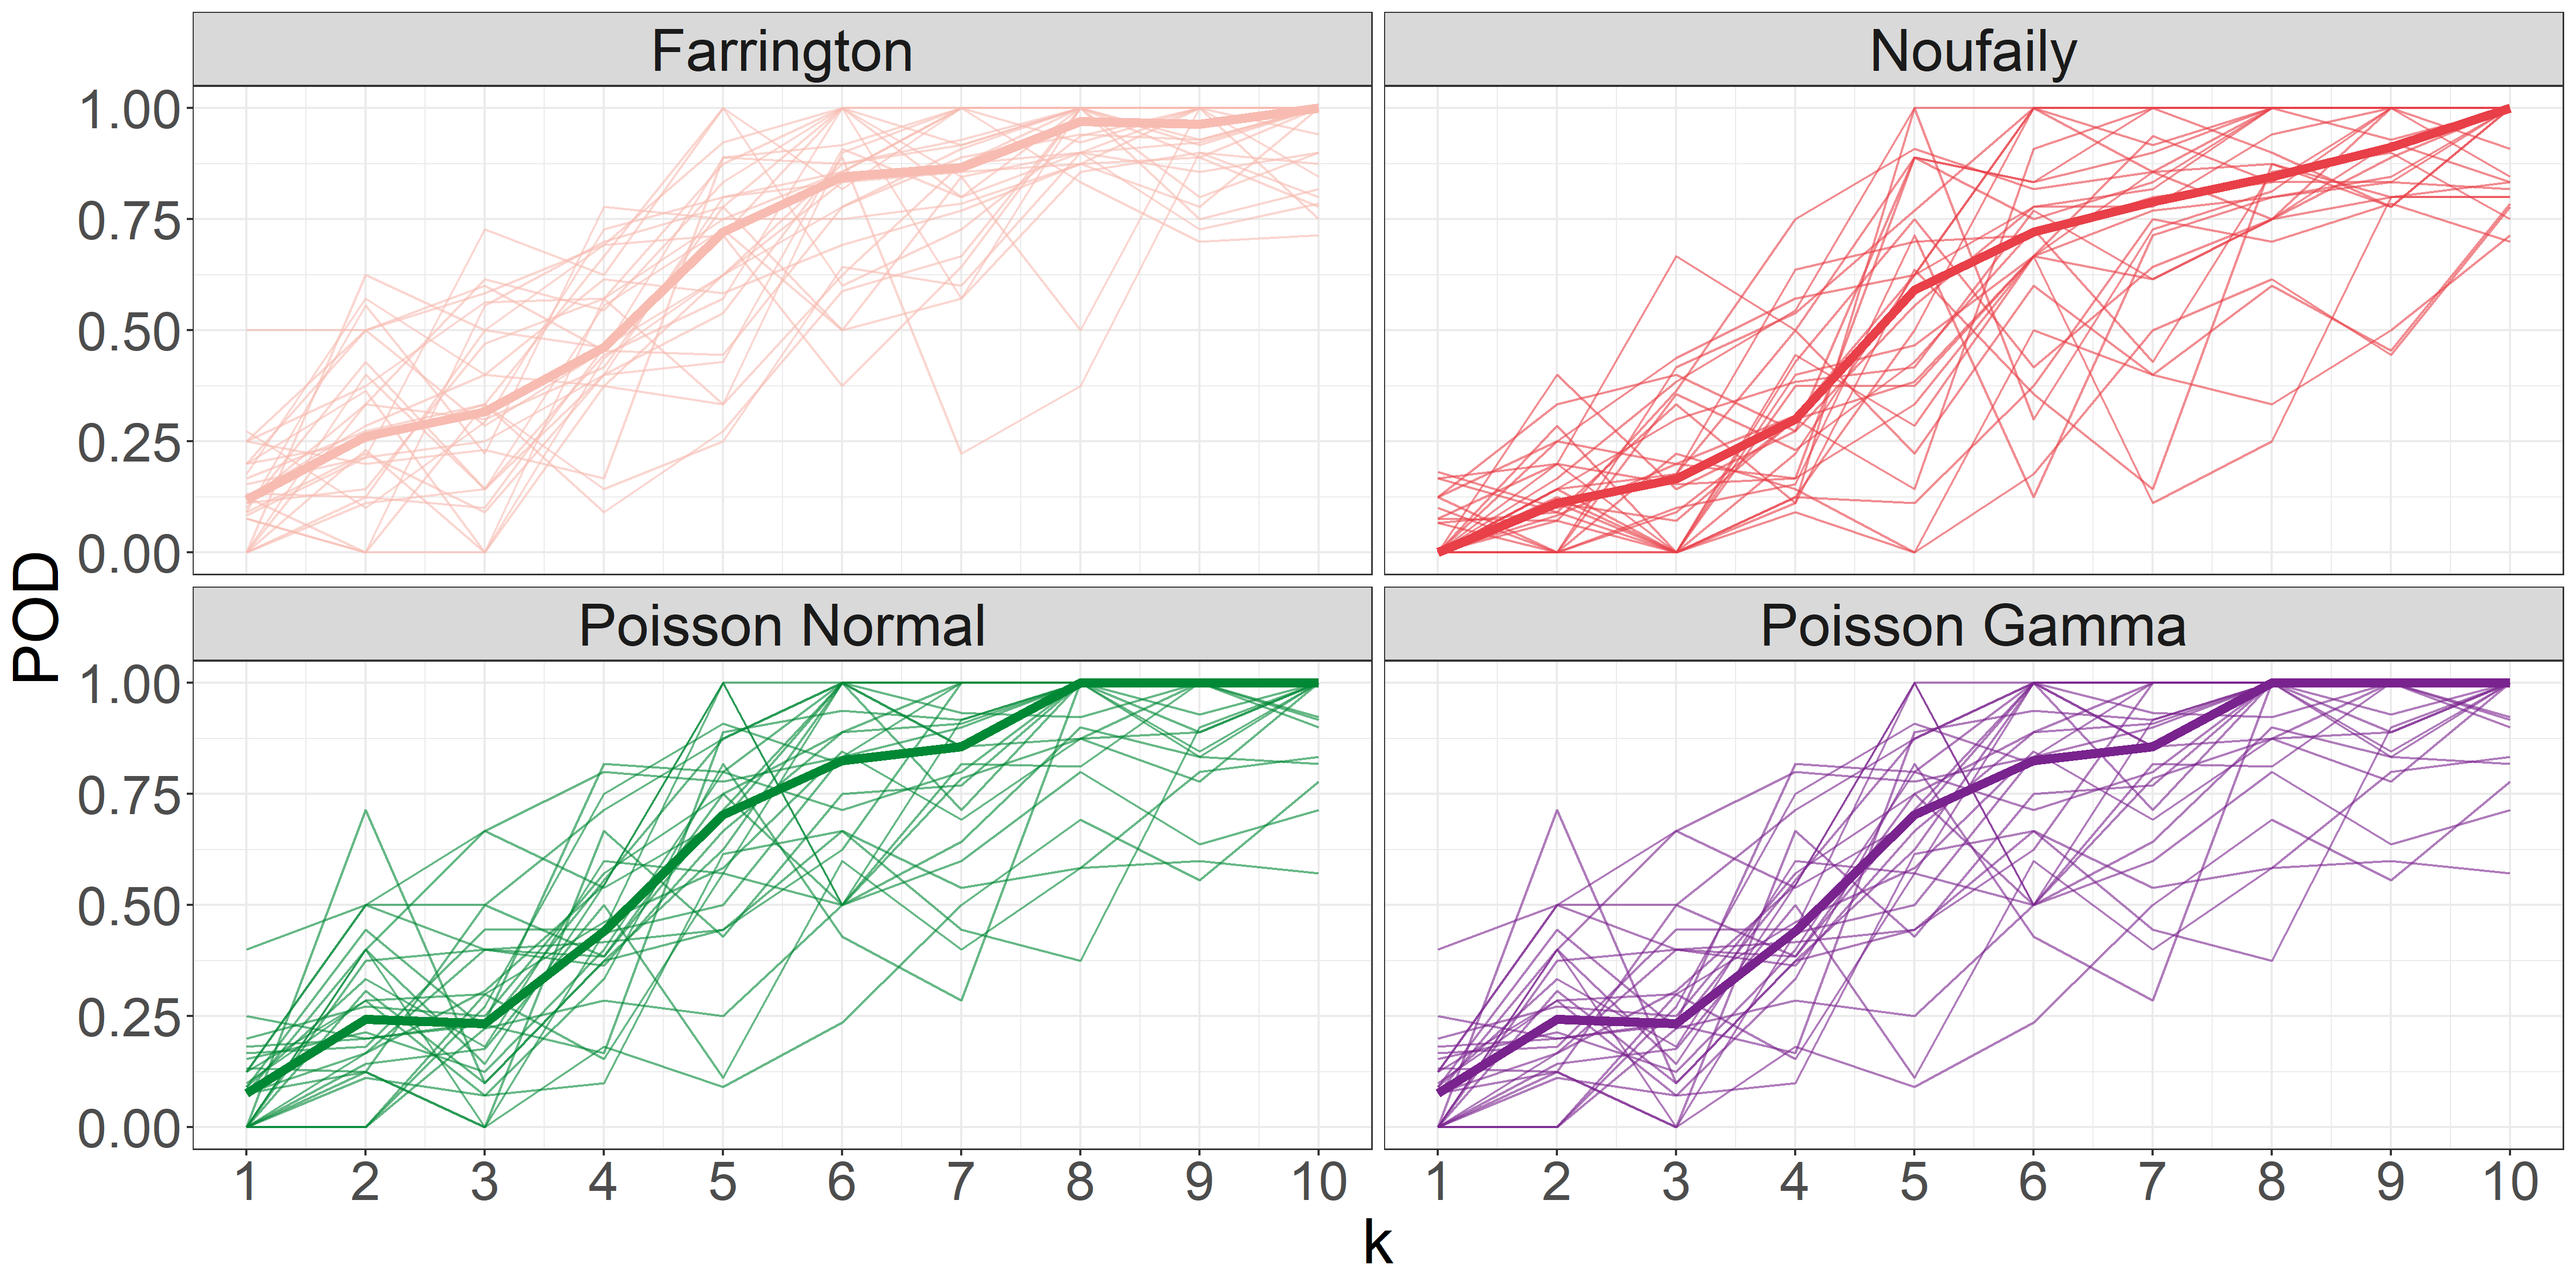 Farrington
Noufaily
1.00
0.75
0.50
0.25
0.00
POD
Poisson Normal
Poisson Gamma
1.00
0.75
0.50
0.25
0.00
1 2 3 4 5 6 7 8 9 10
1 2 3 4 5 6 7 8 9 10
k